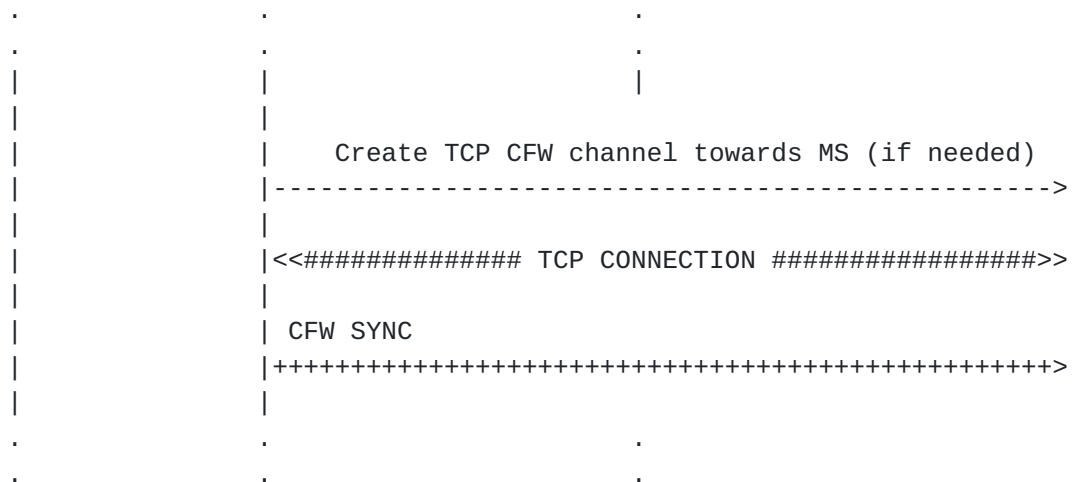 .               .                       .
.               .                       .
|               |                       |
|               |
|               |    Create TCP CFW channel towards MS (if needed)
|               |-------------------------------------------------->
|               |
|               |<<############## TCP CONNECTION #################>>
|               |
|               | CFW SYNC
|               |++++++++++++++++++++++++++++++++++++++++++++++++++>
|               |
.               .                       .
.               .                       .